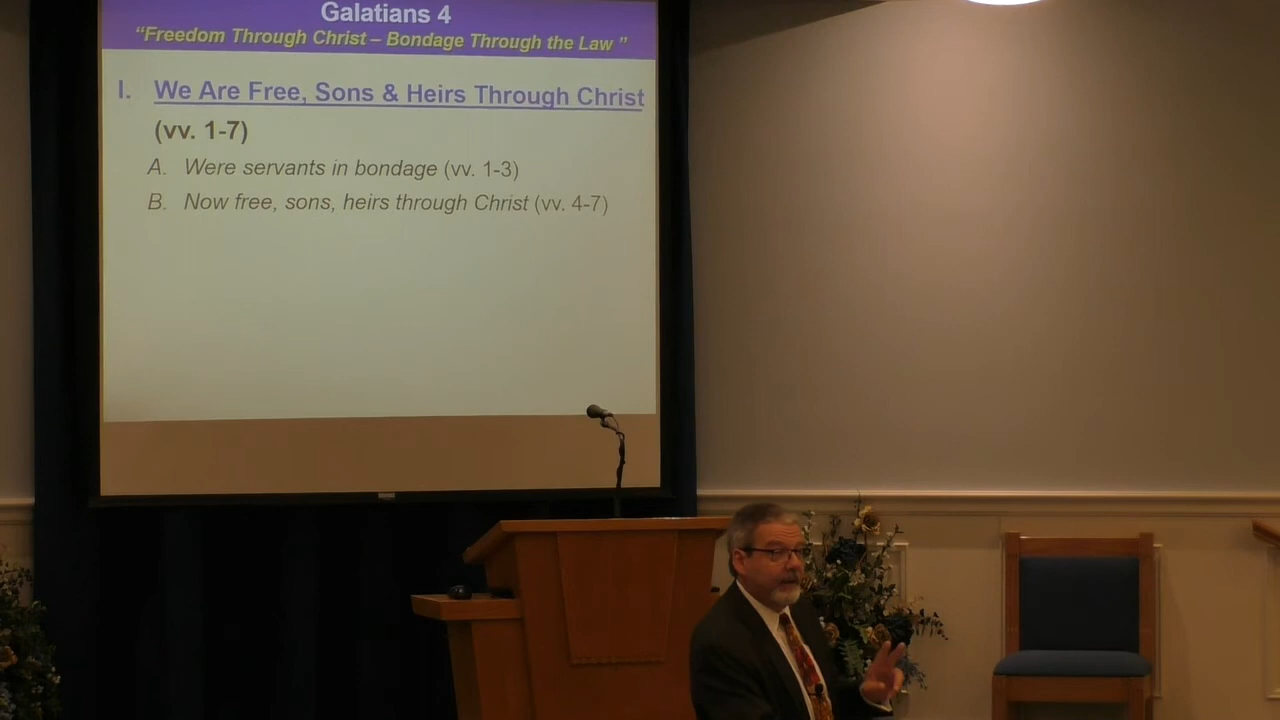 Galatians 4
“Freedom Through Christ – Bondage Through the Law ”
I. We Are Free, Sons & Heirs Through Christ
(vv. 1-7)
A. Were servants in bondage (vv. 1-3)
B. Now free, sons, heirs through Christ (vv. 4-7)